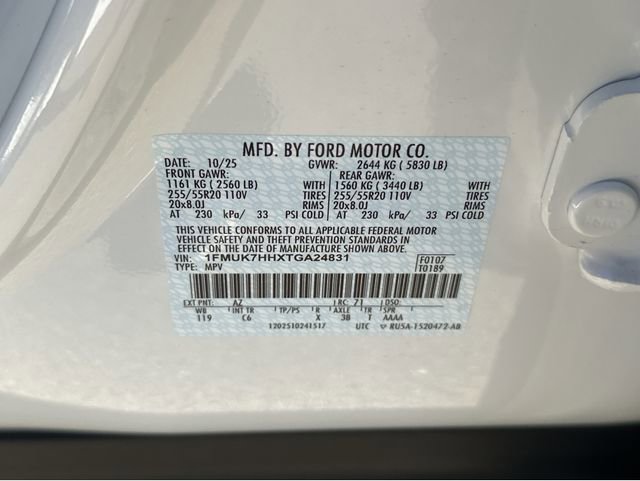 MFD. BY FORD MOTOR CO.
DATE: 10/25 GVWR: 2644 KG ( 5830 LB)
FRONT GAWR: REAR GAWR:
1161 KG ( 2560 LB) WITH 1560 KG ( 3440 LB) WITH
255/55R20 110V TIRES 255/55R20 110V TIRES
20x8.0J RIMS 20x8.0J RIMS
AT 230 kPa/ 33 PSI COLD AT 230 kPa/ 33 PSI COLD
THIS VEHICLE CONFORMS TO ALL APPLICABLE FEDERAL MOTOR
VEHICLE SAFETY AND THEFT PREVENTION STANDARDS IN EFFECT ON
THE DATE OF MANUFACTURE SHOWN ABOVE.
VIN: 1FMUK7HHXTGA24831 F0107
TYPE: MPV T0189
EXT PNT: AZ RC: 71 DSO:
WB INT TR TP/PS R AXLE TR SPR
119 C6 X 3B T AAAA
1202510241517 UTC RU5A-1520472-AB